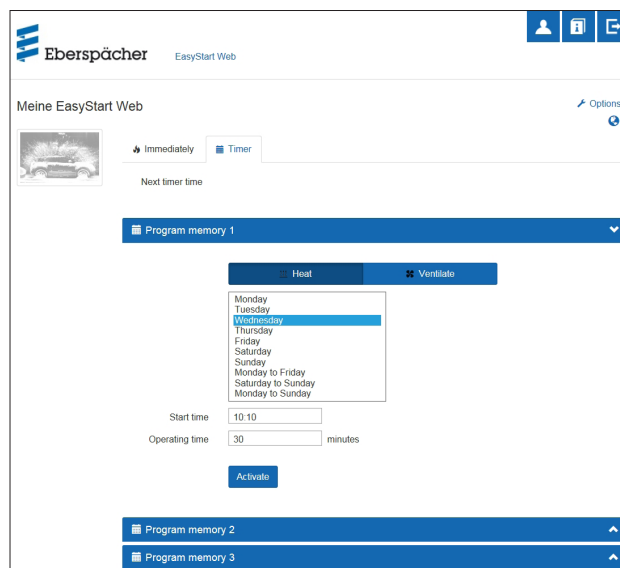 Eberspächer
EasyStart Web
Meine EasyStart Web
Options
Immediately
Timer
Next timer time
Program memory 1
Heat
Ventilate
Monday
Tuesday
Wednesday
Thursday
Friday
Saturday
Sunday
Monday to Friday
Saturday to Sunday
Monday to Sunday
Start time 10:10
Operating time 30 minutes
Activate
Program memory 2
Program memory 3